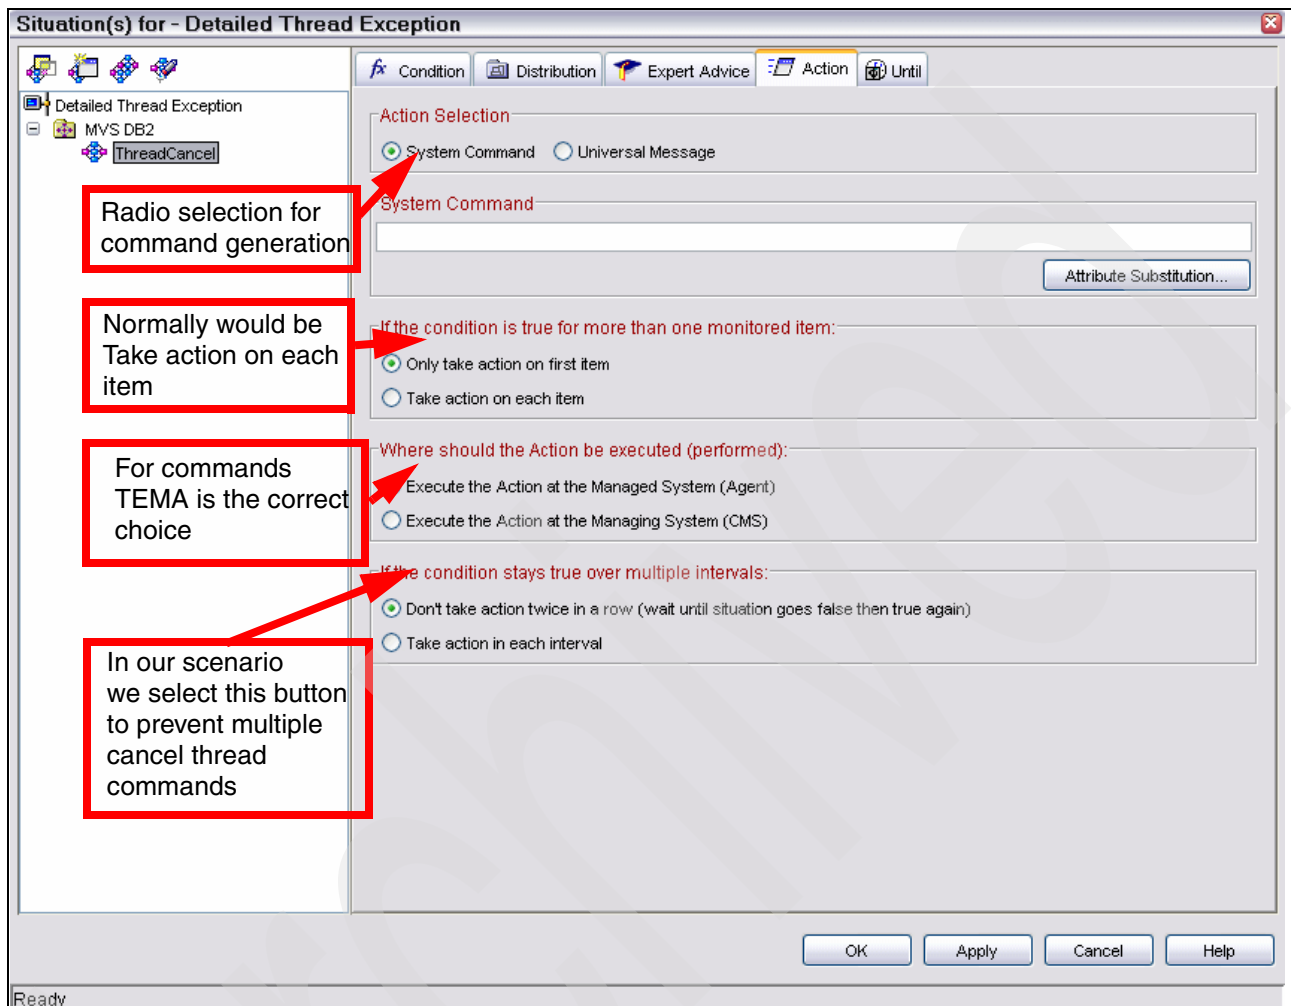 Situation(s) for - Detailed Thread Exception
Condition
Distribution
Expert Advice
Action
Until
Detailed Thread Exception
MVS DB2
ThreadCancel
Action Selection
System Command
Universal Message
Radio selection for
command generation
System Command
Attribute Substitution...
Normally would be
Take action on each
item
If the condition is true for more than one monitored item:
Only take action on first item
Take action on each item
For commands
TEMA is the correct
choice
Where should the Action be executed (performed):
Execute the Action at the Managed System (Agent)
Execute the Action at the Managing System (CMS)
If the condition stays true over multiple intervals:
Don't take action twice in a row (wait until situation goes false then true again)
Take action in each interval
In our scenario
we select this button
to prevent multiple
cancel thread
commands
OK
Apply
Cancel
Help
Ready